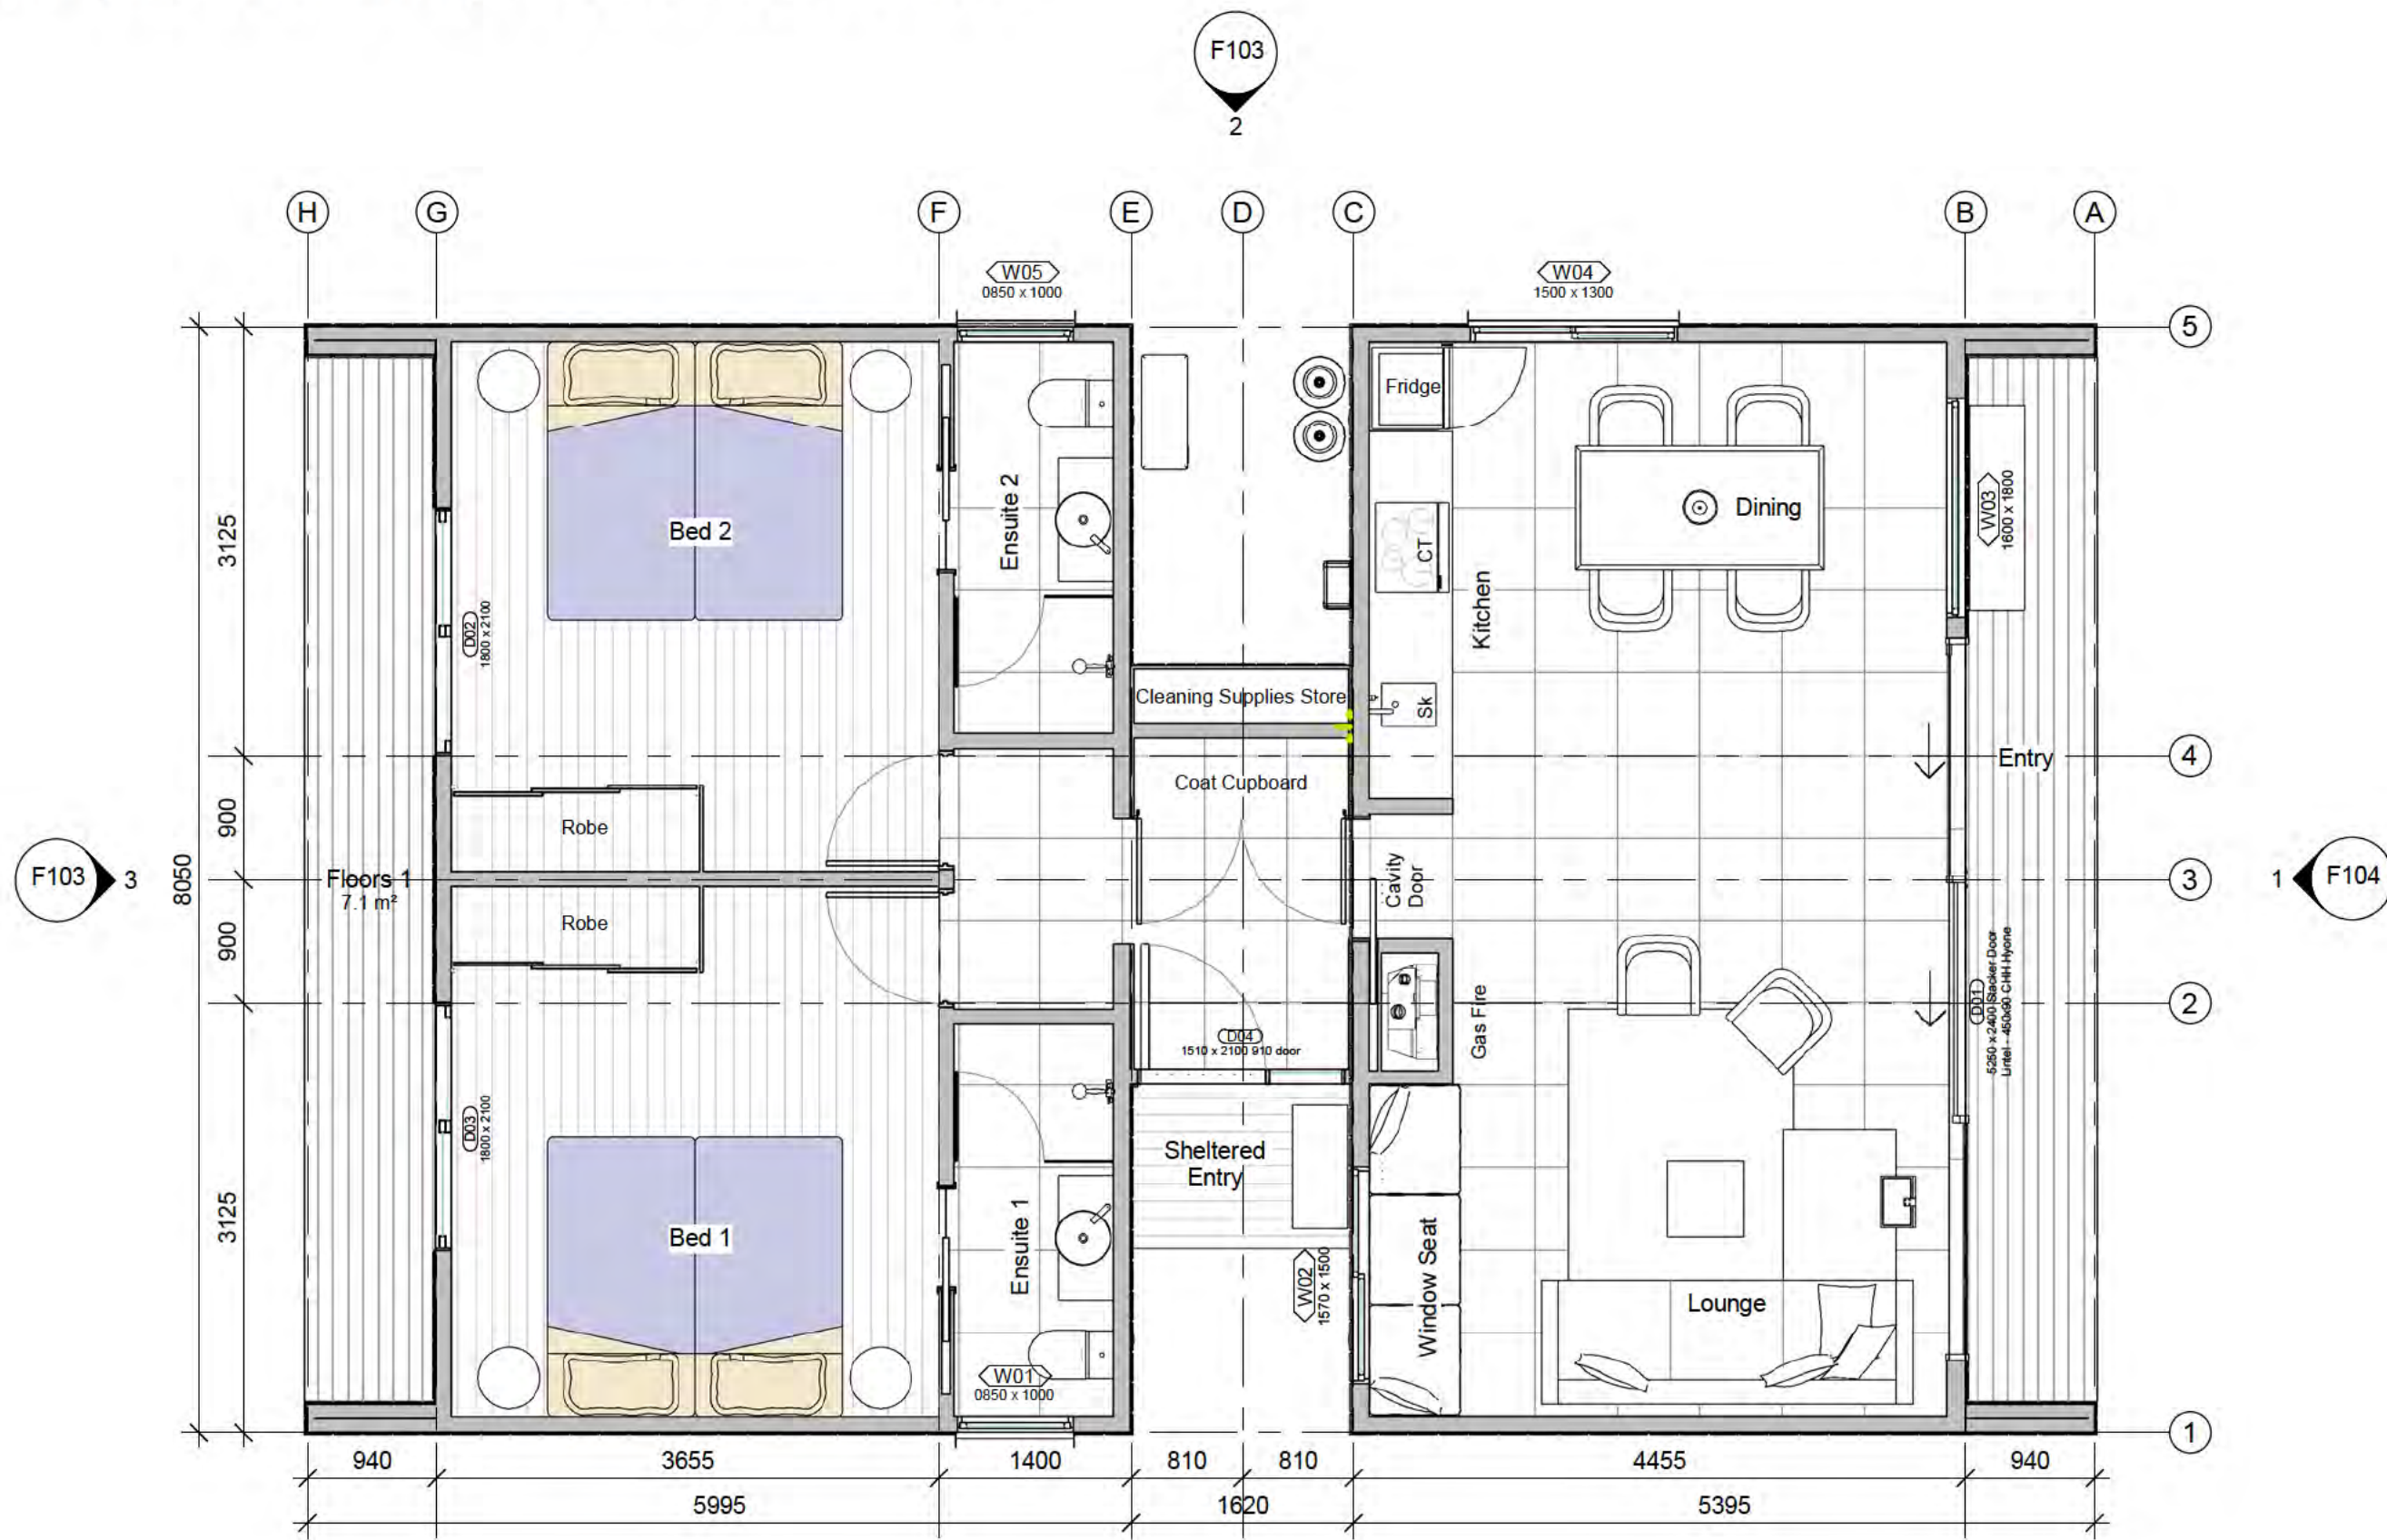 F103
2
H
G
F
E
D
C
B
A
W05
0850 x 1000
W04
1500 x 1300
5
Fridge
Ensuite 2
Bed 2
Dining
W03
1600 x 1800
CT
Kitchen
3125
D02
1800 x 2100
Cleaning Supplies Store
Sk
Entry
4
Coat Cupboard
900
Robe
8050
F103
3
Floors 1
7.1 m²
Cavity
Door
3
1
F104
Robe
900
2
Gas Fire
D01
5250 x 2400 Stacker Door
Lintel - 450x90 CHH Hyone
D04
1510 x 2100 910 door
D03
1800 x 2100
Sheltered
Entry
3125
Bed 1
Ensuite 1
W02
1570 x 1500
Window Seat
Lounge
W01
0850 x 1000
1
940
3655
1400
810
810
4455
940
5995
1620
5395